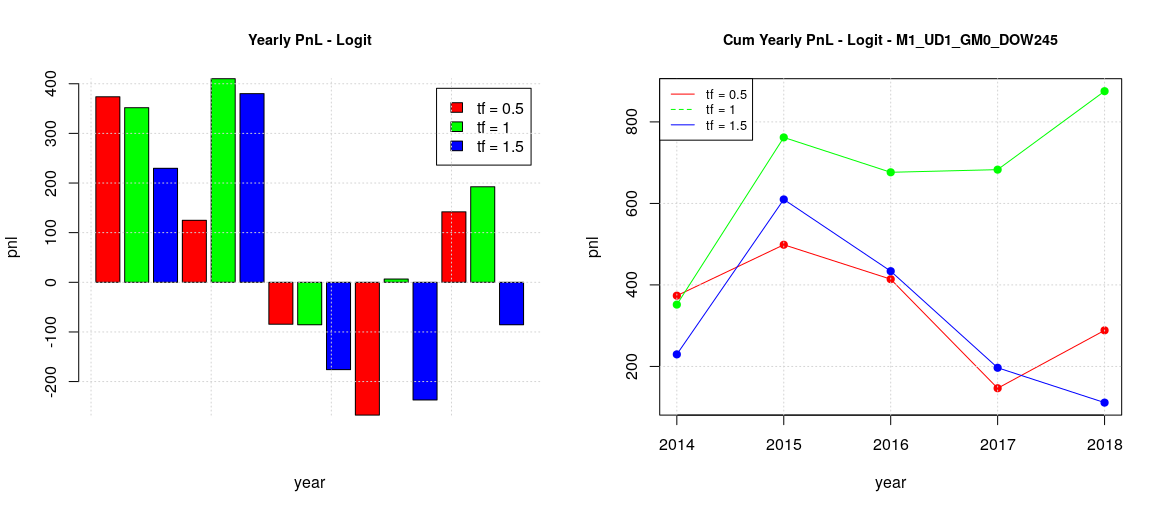 Yearly PnL - Logit
400
300
200
100
0
-100
-200
pnl
year
tf = 0.5
tf = 1
tf = 1.5
Cum Yearly PnL - Logit - M1_UD1_GM0_DOW245
800
600
400
200
pnl
tf = 0.5
tf = 1
tf = 1.5
2014 2015 2016 2017 2018
year